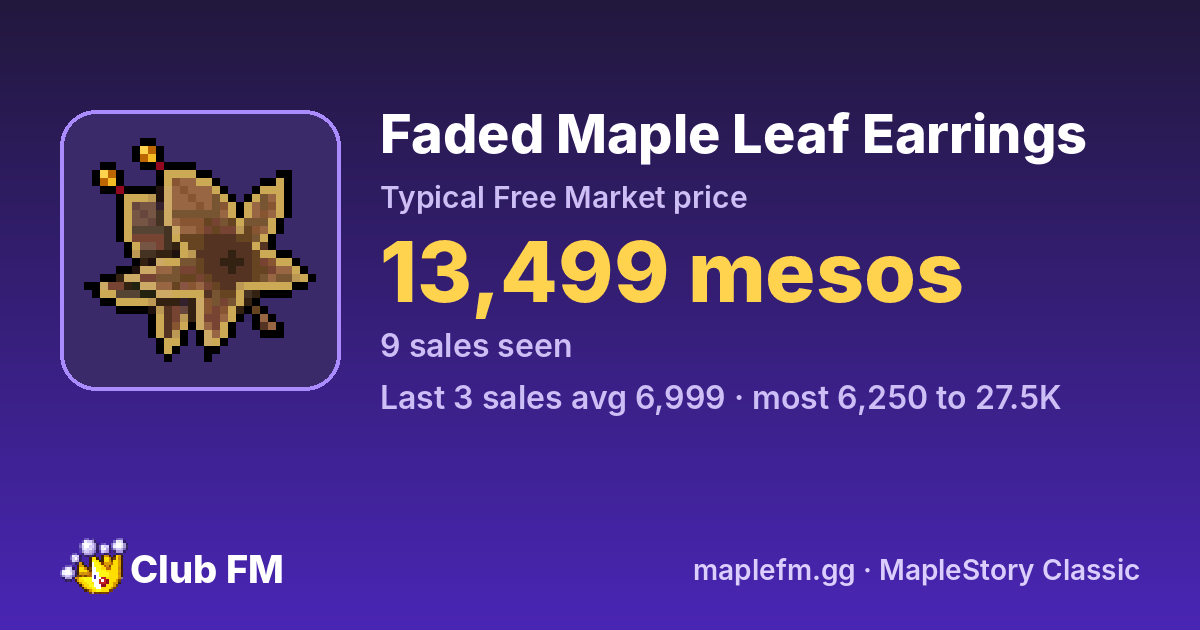 Faded Maple Leaf Earrings
Typical Free Market price
13,499 mesos
9 sales seen
Last 3 sales avg 6,999 · most 6,250 to 27.5K
Club FM
maplefm.gg · MapleStory Classic